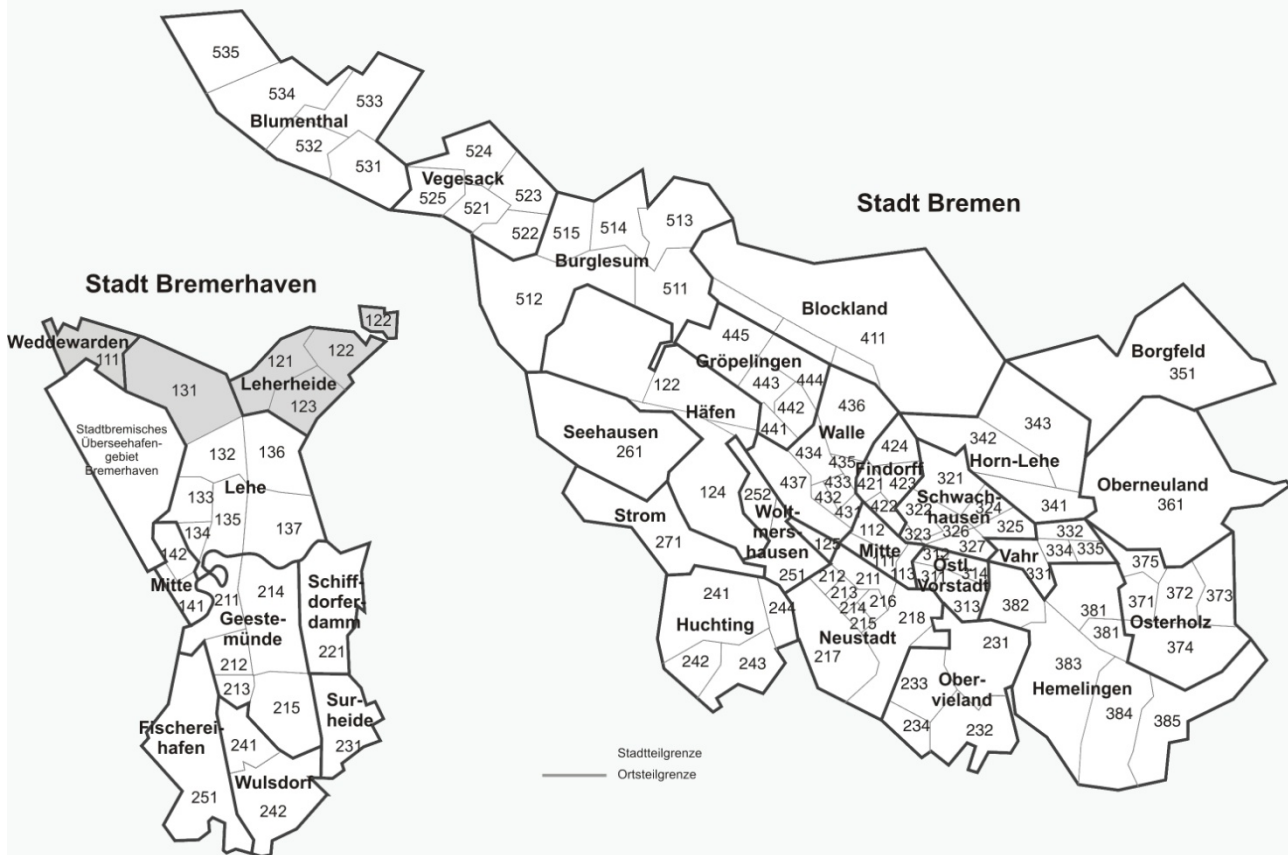 535
534
533
Blumenthal
532
531
524
Vegesack
525
523
521
522
515
514
513
Burglesum
512
511
Stadt Bremen
Blockland
411
Borgfeld
351
445
Gröpelingen
443
444
442
441
122
Häfen
Seehausen
261
436
Walle
434
435
433
437
432
431
424
Findorff
421
423
422
343
342
Horn-Lehe
341
321
Schwach-
hausen
322
324
325
323
326
327
Oberneuland
361
124
252
Wolt-
mers-
hausen
125
251
Strom
271
112
Mitte
111
113
312
Östl.
Vorstadt
311
314
313
332
Vahr
334
335
331
375
371
372
373
Osterholz
374
241
Huchting
244
242
243
212
211
213
214
216
215
218
Neustadt
217
231
233
Ober-
vieland
234
232
382
381
381
383
Hemelingen
384
385
Stadt Bremerhaven
Weddewarden
111
131
122
122
121
Leherheide
123
Stadtbremisches
Überseehafen-
gebiet
Bremerhaven
132
136
Lehe
133
135
134
137
142
Mitte
141
211
214
Geeste-
münde
212
213
215
Schiff-
dorfer-
damm
221
Sur-
heide
231
Fischerei-
hafen
251
241
Wulsdorf
242
Stadtteilgrenze
Ortsteilgrenze